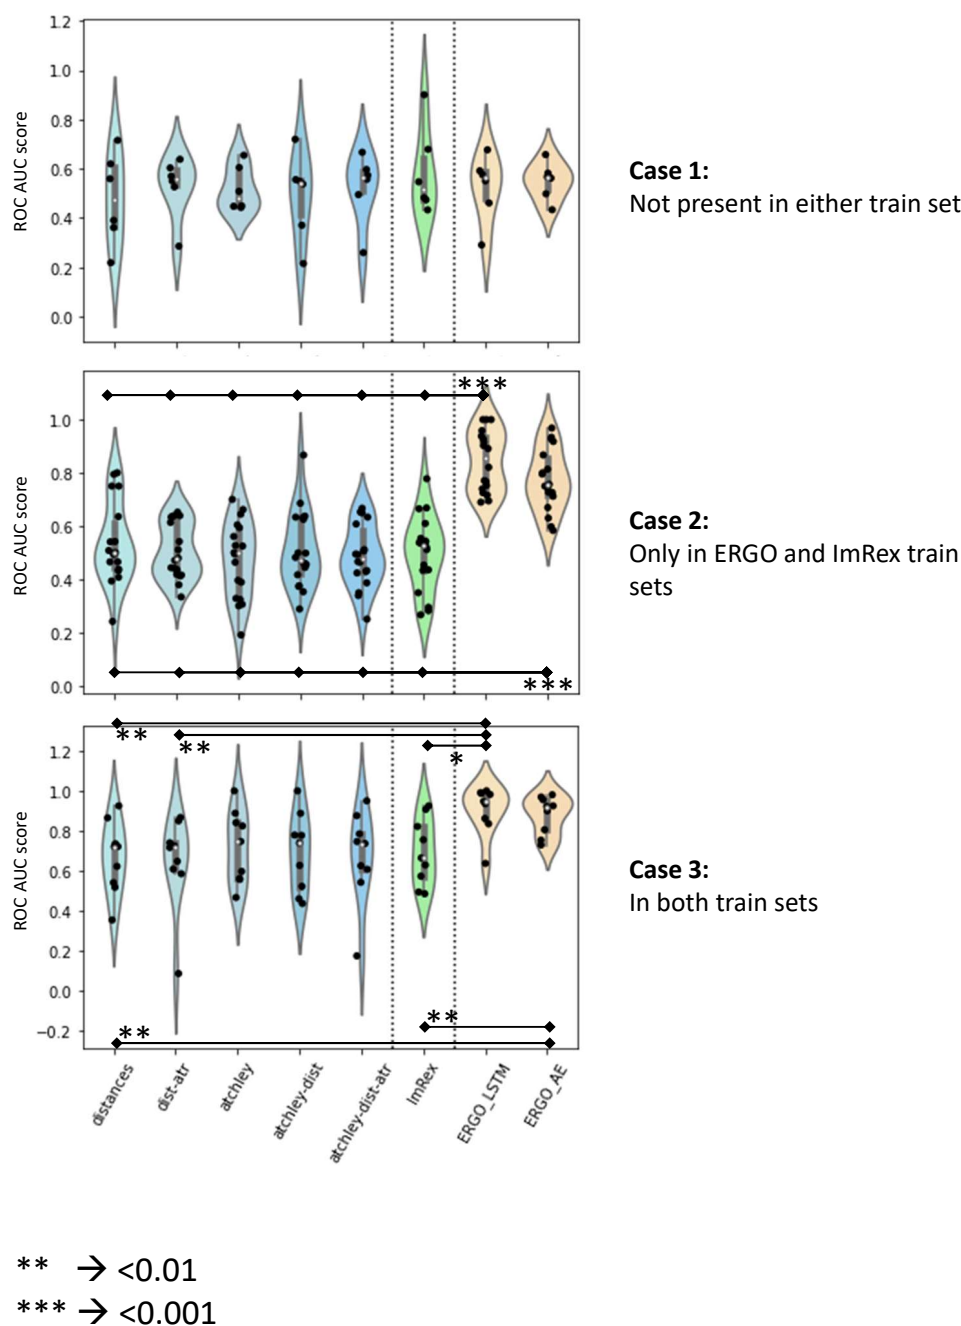 1.2
1.0
0.8
0.6
0.4
0.2
0.0
ROC AUC score
Case 1:
Not present in either train set
***
1.0
0.8
0.6
0.4
0.2
0.0
ROC AUC score
***
Case 2:
Only in ERGO and ImRex train
sets
**
**
*
1.2
1.0
0.8
0.6
0.4
0.2
0.0
−0.2
ROC AUC score
**
**
Case 3:
In both train sets
distances
dist-atr
atchley
atchley-dist
atchley-dist-atr
ImRex
ERGO_LSTM
ERGO_AE
** → <0.01
*** → <0.001